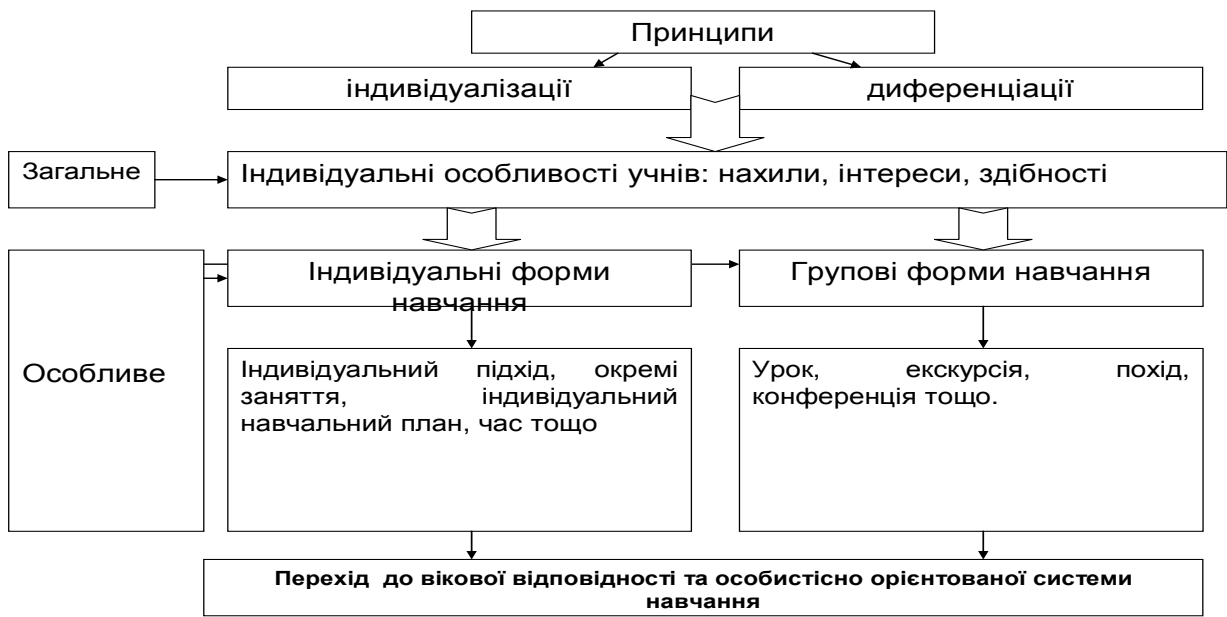 Принципи
індивідуалізації
диференціації
Загальне
Індивідуальні особливості учнів: нахили, інтереси, здібності
Особливе
Індивідуальні форми
навчання
Групові форми навчання
Індивідуальний підхід, окремі
заняття, індивідуальний
навчальний план, час тощо
Урок, екскурсія, похід,
конференція тощо.
Перехід до вікової відповідності та особистісно орієнтованої системи
навчання